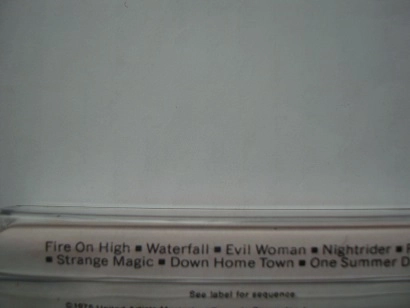 Fire On High ▪ Waterfall ▪ Evil Woman ▪ Nightrider ▪
▪ Strange Magic ▪ Down Home Town ▪ One Summer D
See label for sequence